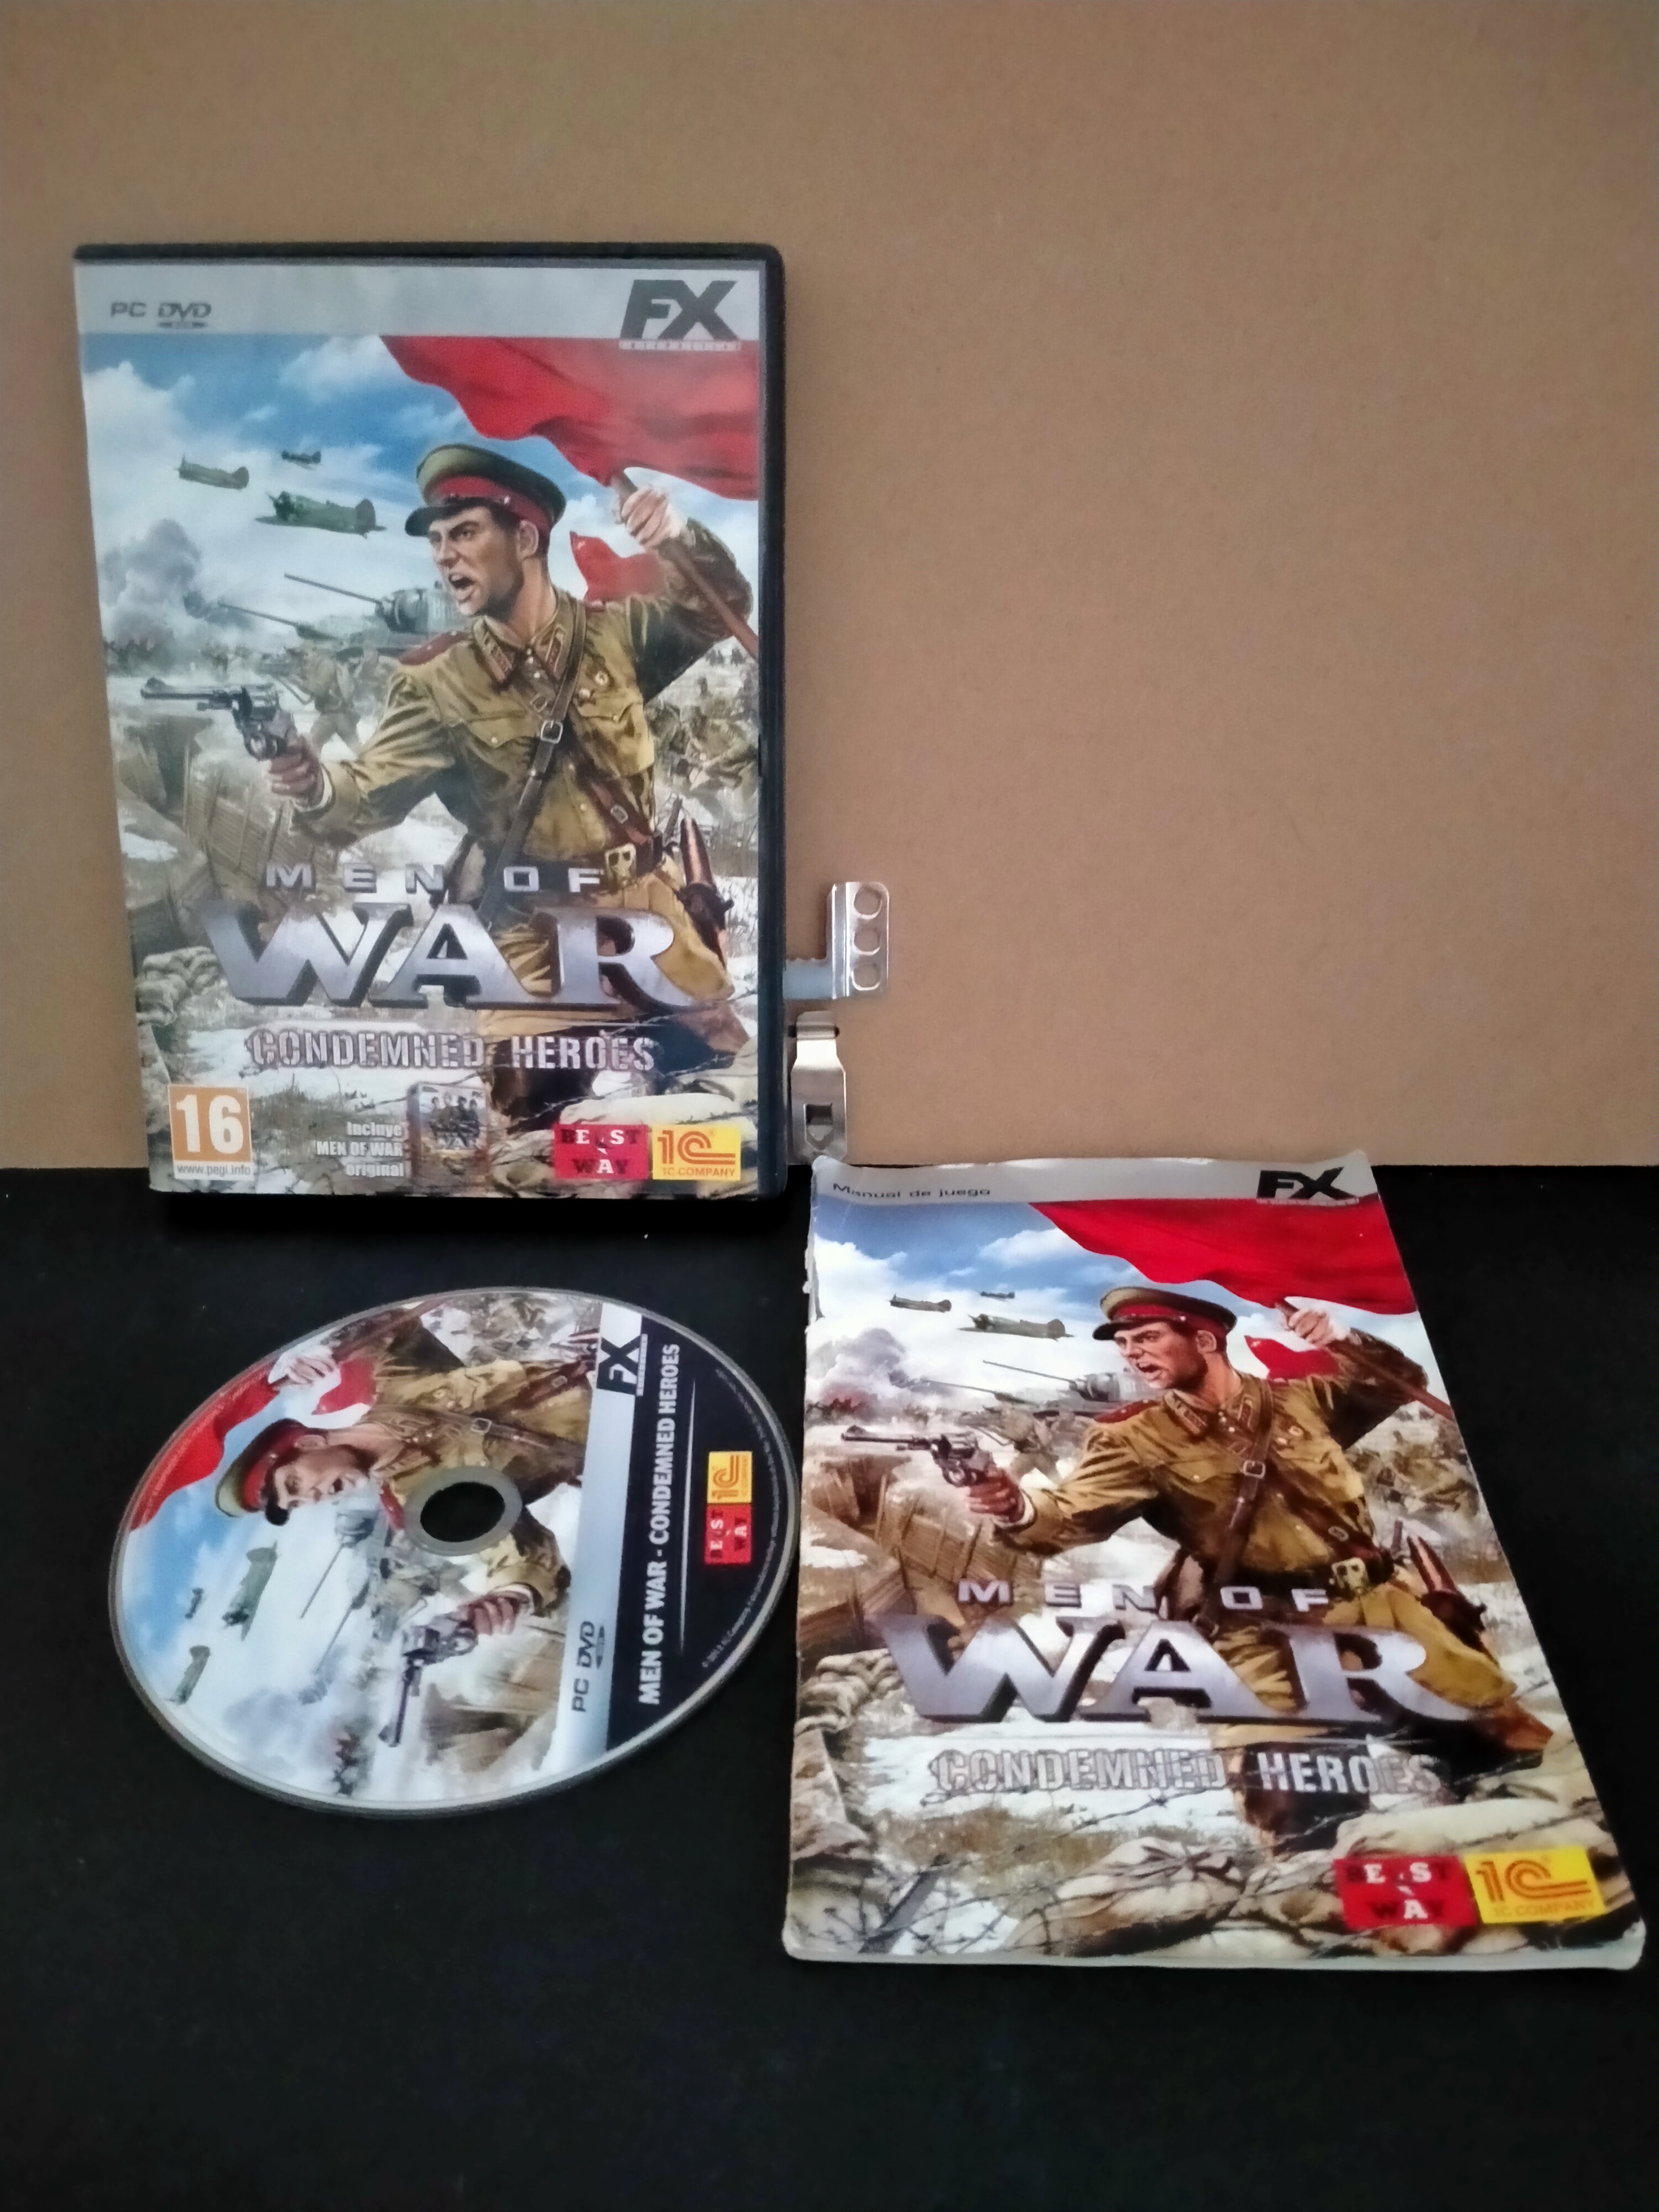 PC DVD
FX
MEN OF
WAR
CONDEMNED HEROES
16
www.pegi.info
Incluye
MEN OF WAR
original
BEST
WAY
1C
1C COMPANY
Manual de juego
FX
MEN OF
WAR
CONDEMNED HEROES
BEST
WAY
1C
1C COMPANY
FX
MEN OF WAR - CONDEMNED HEROES
PC DVD
BEST
WAY
1C